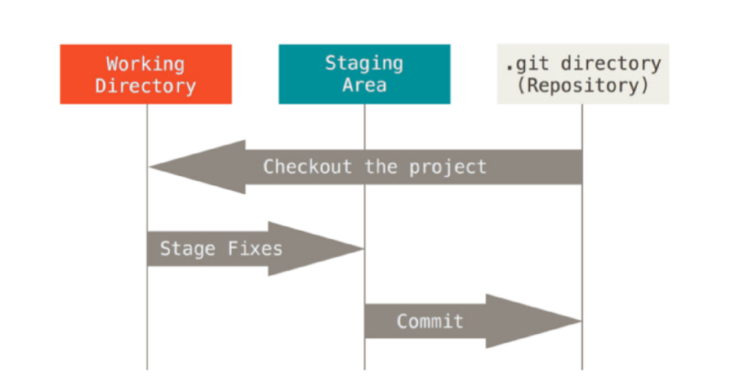 Working
Directory
Staging
Area
.git directory
(Repository)
Checkout the project
Stage Fixes
Commit